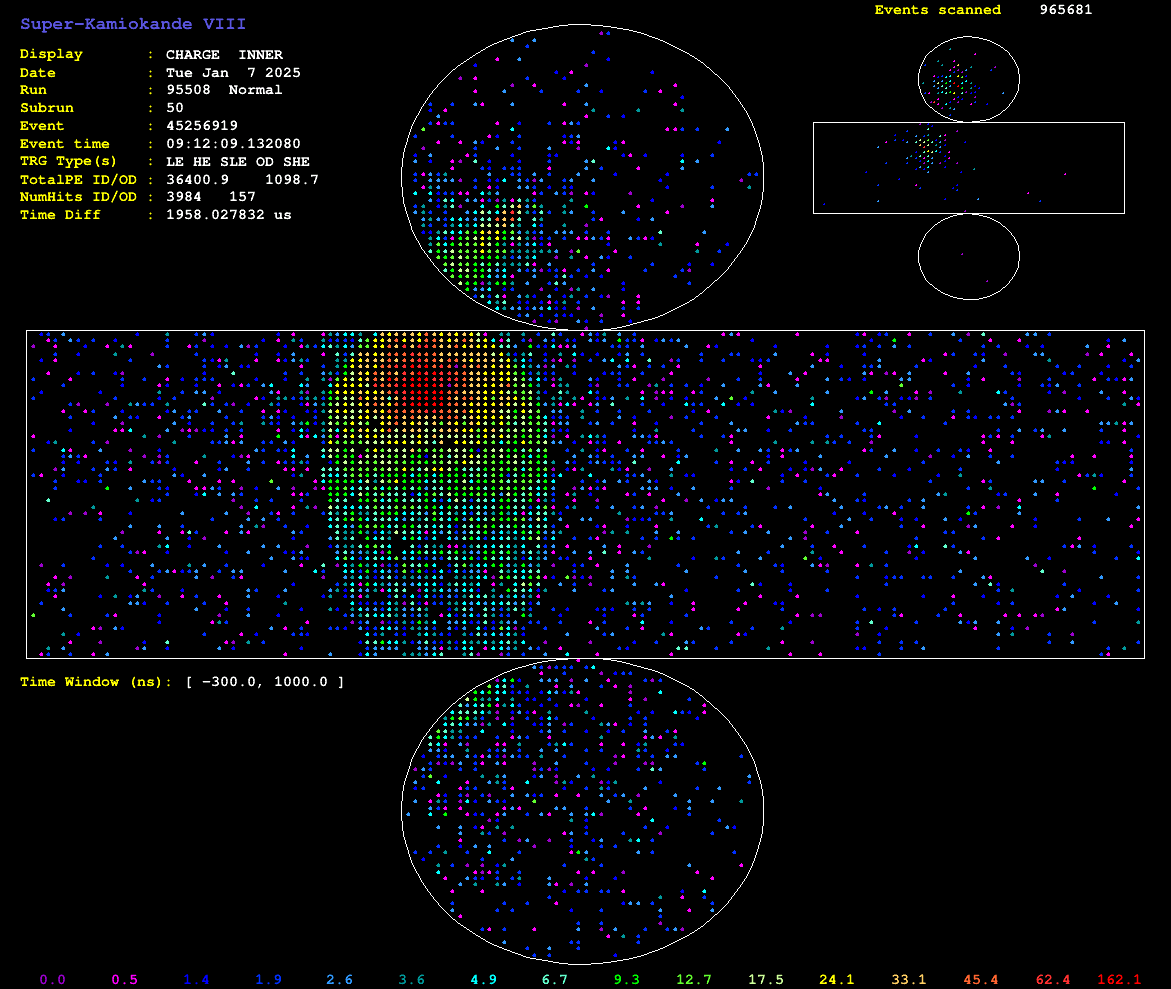 Super-Kamiokande VIII
Events scanned 965681
Display : CHARGE INNER
Date : Tue Jan 7 2025
Run : 95508 Normal
Subrun : 50
Event : 45256919
Event time : 09:12:09.132080
TRG Type(s) : LE HE SLE OD SHE
TotalPE ID/OD : 36400.9 1098.7
NumHits ID/OD : 3984 157
Time Diff : 1958.027832 us
Time Window (ns): [ -300.0, 1000.0 ]
0.0 0.5 1.4 1.9 2.6 3.6 4.9 6.7 9.3 12.7 17.5 24.1 33.1 45.4 62.4 162.1